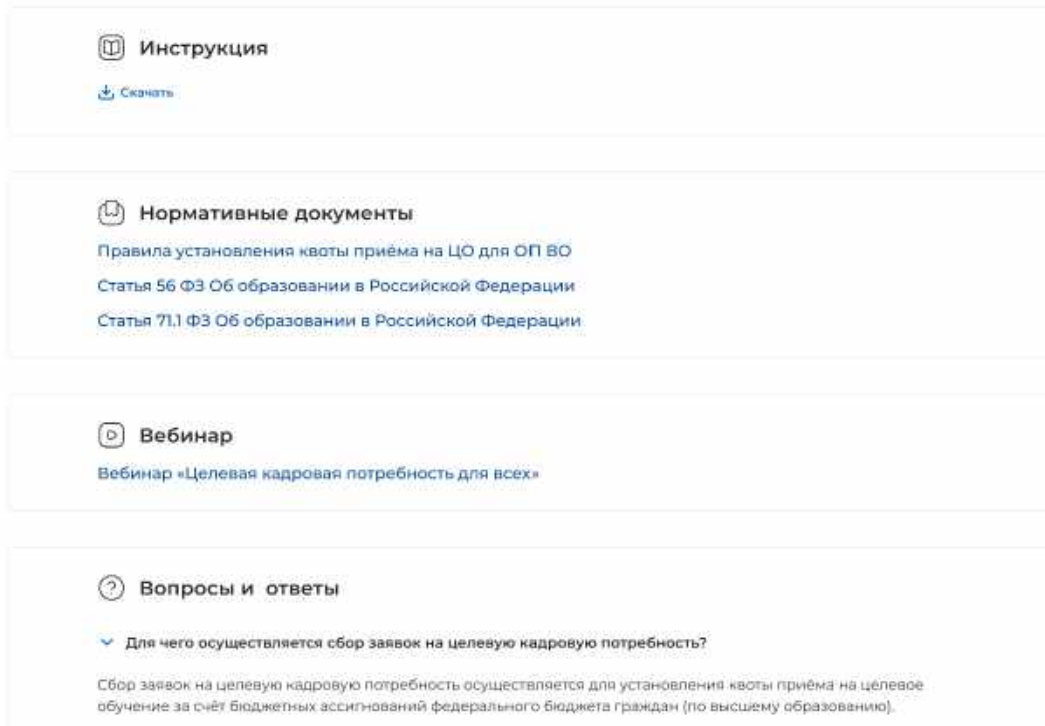 Инструкция
Скачать
Нормативные документы
Правила установления квоты приёма на ЦО для ОП ВО
Статья 56 ФЗ Об образовании в Российской Федерации
Статья 71.1 ФЗ Об образовании в Российской Федерации
Вебинар
Вебинар «Целевая кадровая потребность для всех»
Вопросы и ответы
Для чего осуществляется сбор заявок на целевую кадровую потребность?
Сбор заявок на целевую кадровую потребность осуществляется для установления квоты приёма на целевое
обучение за счёт бюджетных ассигнований федерального бюджета граждан (по высшему образованию).